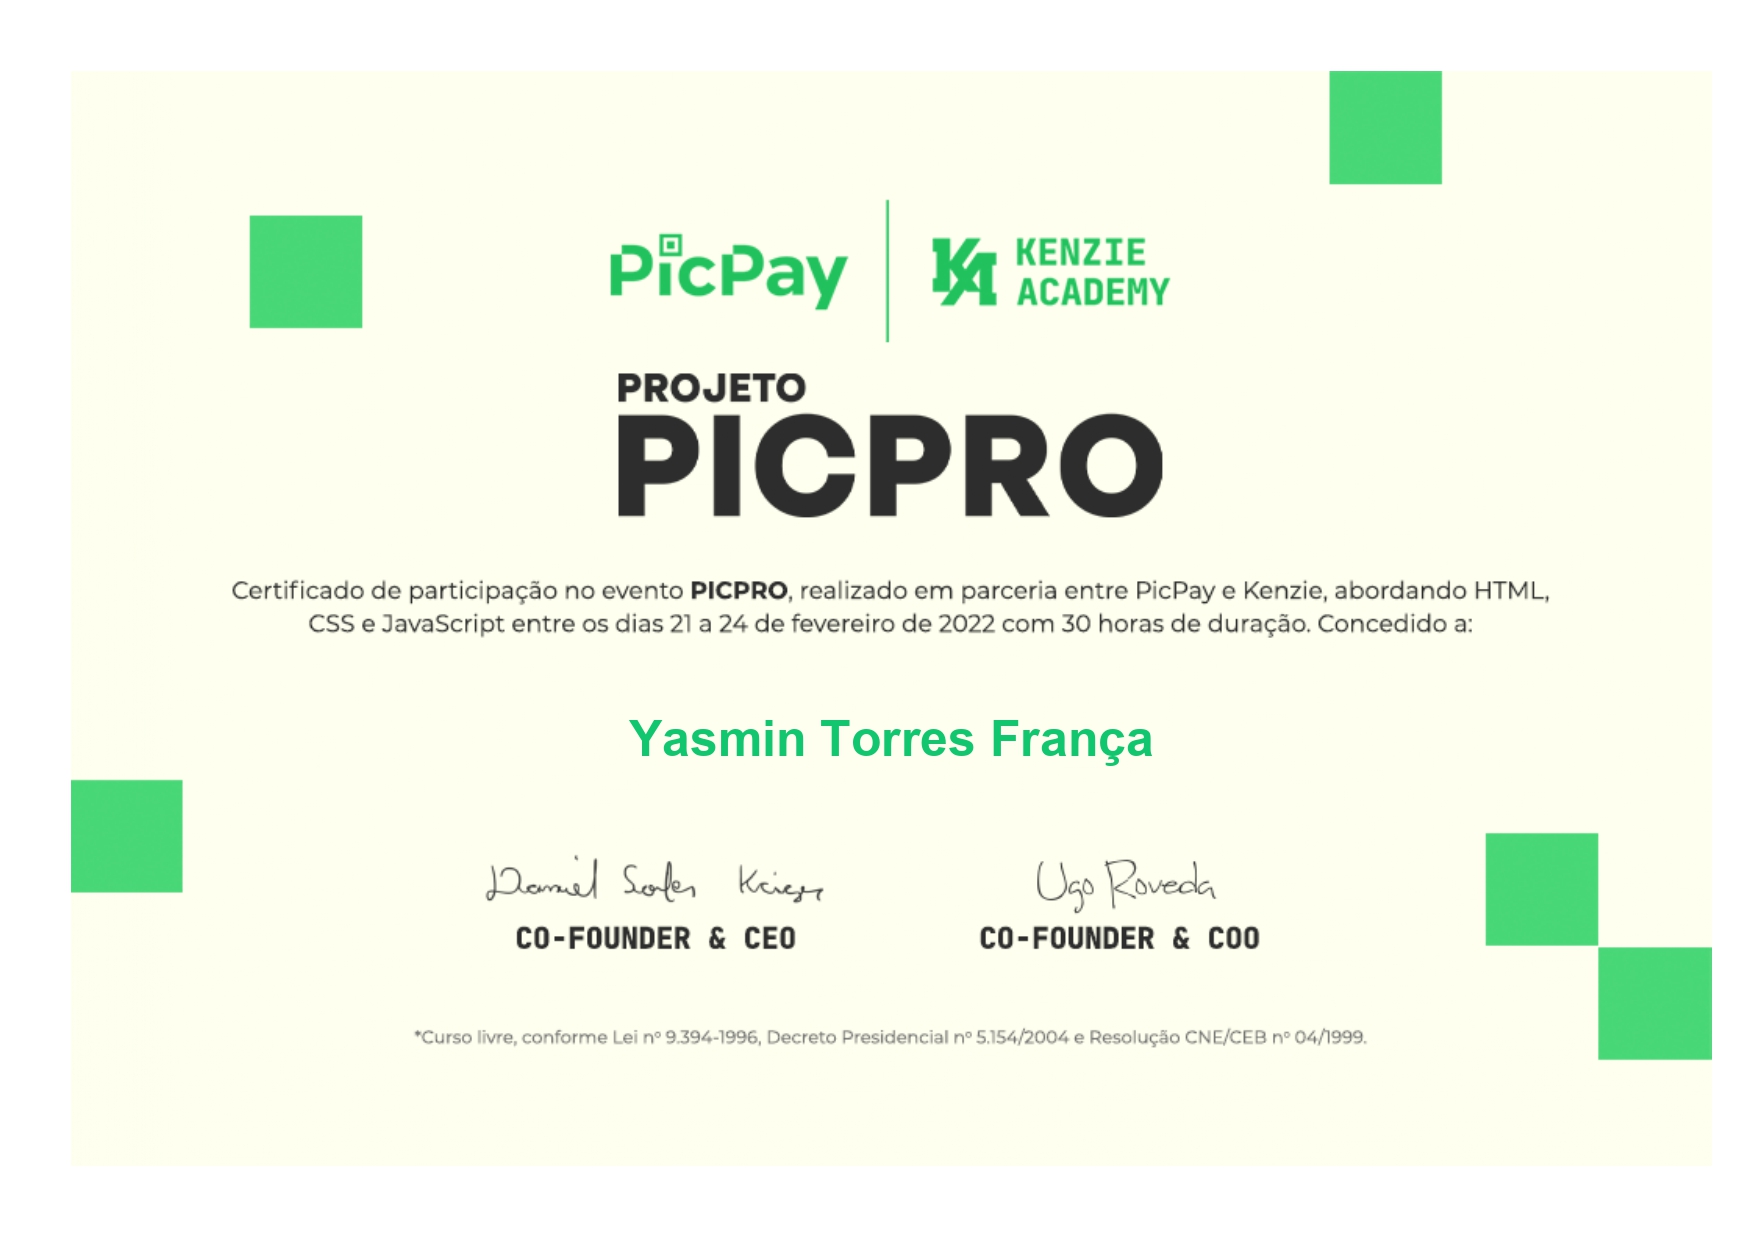 PicPay
KENZIE
ACADEMY
PROJETO
PICPRO
Certificado de participação no evento PICPRO, realizado em parceria entre PicPay e Kenzie, abordando HTML,
CSS e JavaScript entre os dias 21 a 24 de fevereiro de 2022 com 30 horas de duração. Concedido a:
Yasmin Torres França
Daniel Kriger
Ugo Roveda
CO-FOUNDER & CEO
CO-FOUNDER & COO
*Curso livre, conforme Lei nº 9.394-1996, Decreto Presidencial nº 5.154/2004 e Resolução CNE/CEB nº 04/1999.